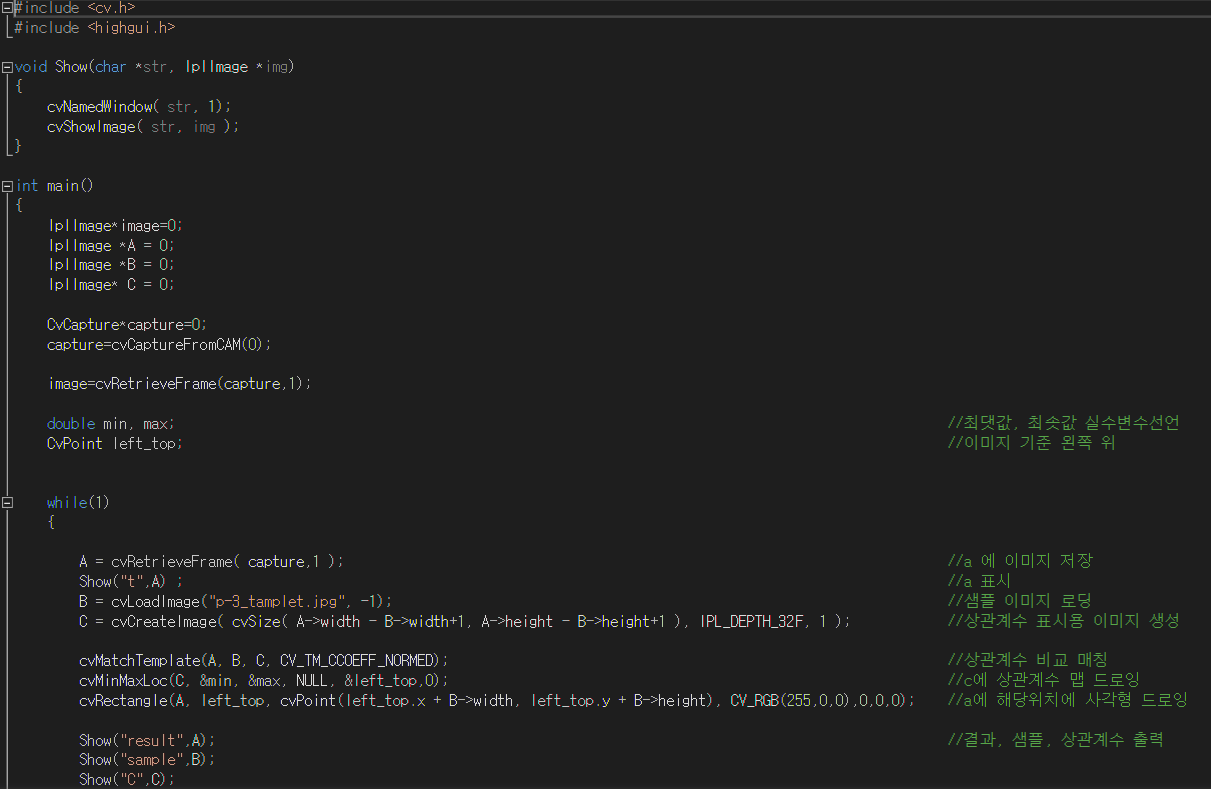 #include <cv.h>
#include <highgui.h>
void Show(char *str, IplImage *img)
{
cvNamedWindow( str, 1);
cvShowImage( str, img );
}
int main()
{
IplImage*image=0;
IplImage *A = 0;
IplImage *B = 0;
IplImage* C = 0;
CvCapture*capture=0;
capture=cvCaptureFromCAM(0);
image=cvRetrieveFrame(capture,1);
double min, max; //최댓값, 최솟값 실수변수선언
CvPoint left_top; //이미지 기준 왼쪽 위
while(1)
{
A = cvRetrieveFrame( capture,1 ); //a 에 이미지 저장
Show("t",A) ; //a 표시
B = cvLoadImage("p-3_tamplet.jpg", -1); //샘플 이미지 로딩
C = cvCreateImage( cvSize( A->width - B->width+1, A->height - B->height+1 ), IPL_DEPTH_32F, 1 ); //상관계수 표시용 이미지 생성
cvMatchTemplate(A, B, C, CV_TM_CCOEFF_NORMED); //상관계수 비교 매칭
cvMinMaxLoc(C, &min, &max, NULL, &left_top,0); //c에 상관계수 맵 드로잉
cvRectangle(A, left_top, cvPoint(left_top.x + B->width, left_top.y + B->height), CV_RGB(255,0,0),0,0,0); //a에 해당위치에 사각형 드로잉
Show("result",A); //결과, 샘플, 상관계수 출력
Show("sample",B);
Show("C",C);